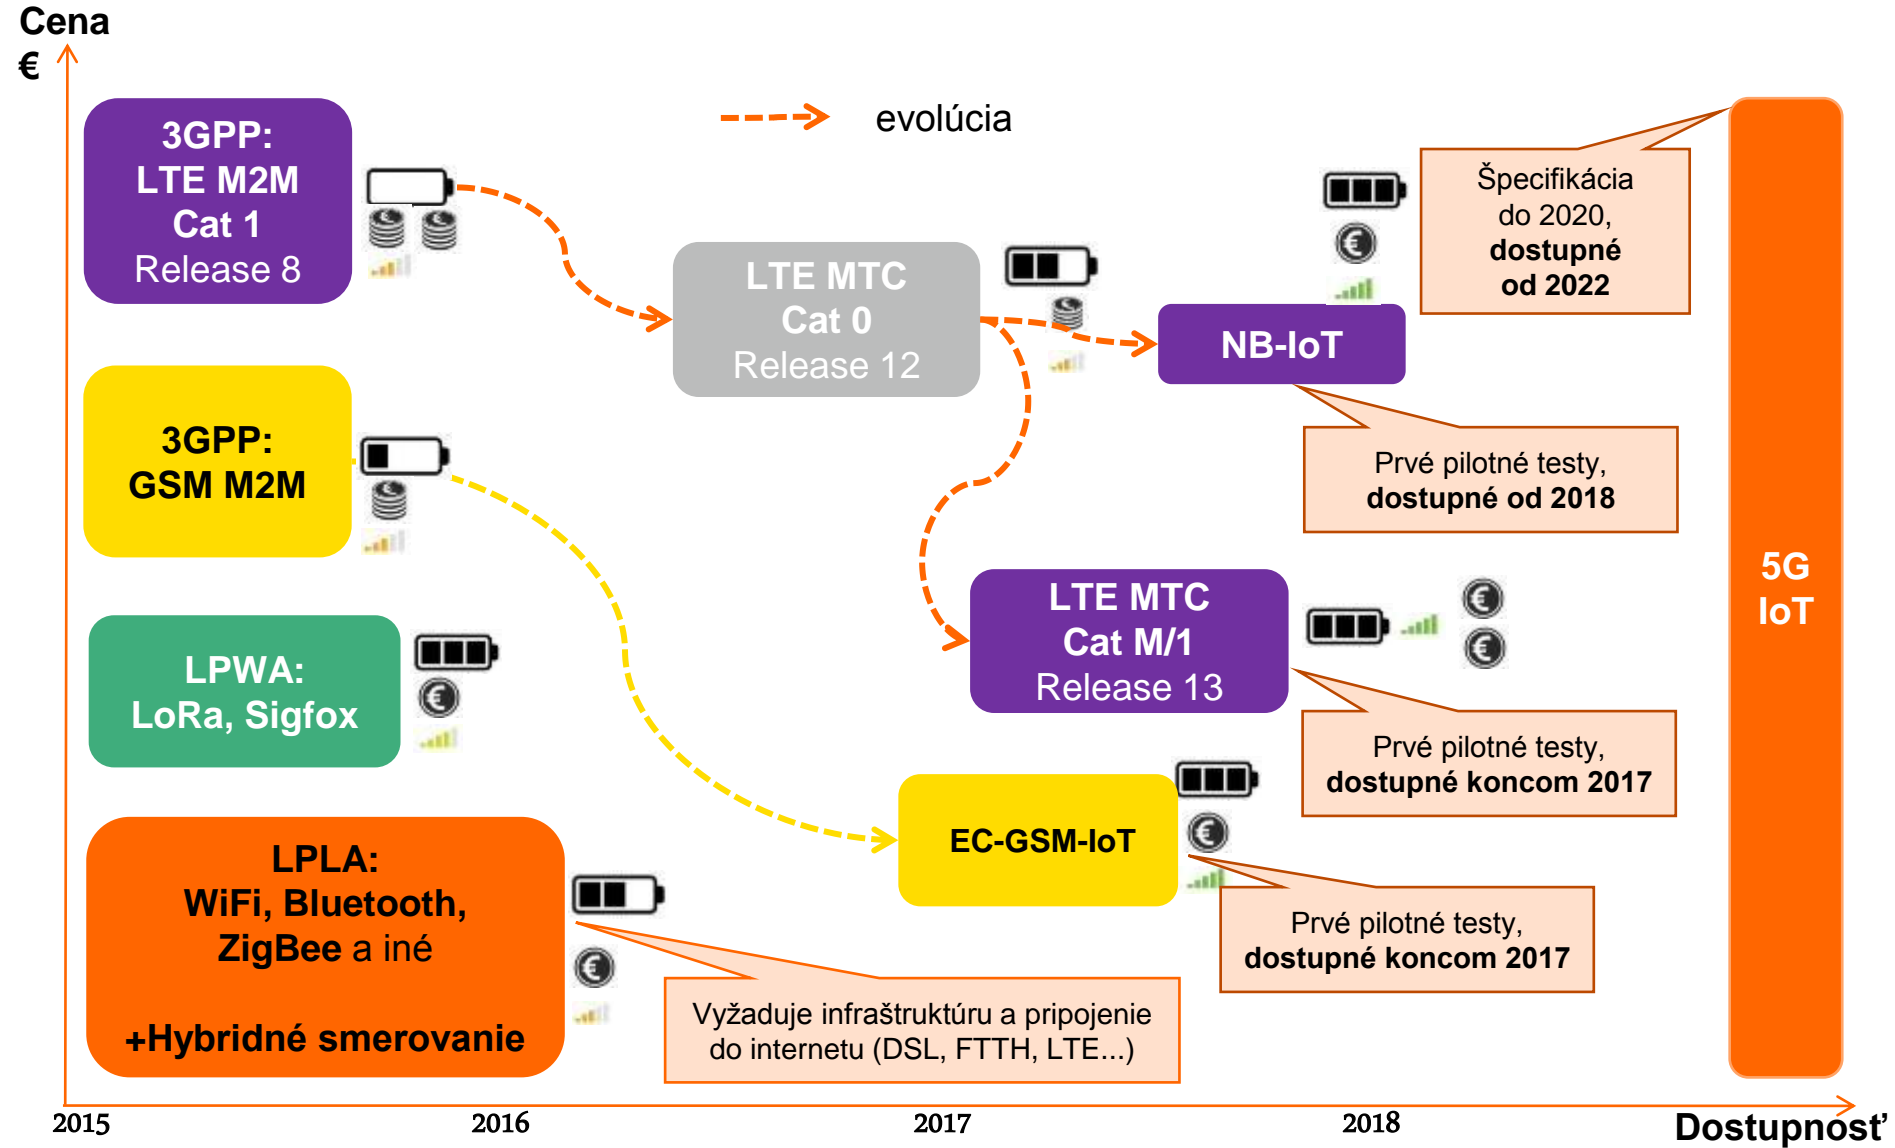 Cena
€
evolúcia
3GPP:
LTE M2M
Cat 1
Release 8
LTE MTC
Cat 0
Release 12
Špecifikácia
do 2020,
dostupné
od 2022
NB-IoT
3GPP:
GSM M2M
Prvé pilotné testy,
dostupné od 2018
5G
IoT
LTE MTC
Cat M/1
Release 13
LPWA:
LoRa, Sigfox
Prvé pilotné testy,
dostupné koncom 2017
EC-GSM-IoT
LPLA:
WiFi, Bluetooth,
ZigBee a iné
+Hybridné smerovanie
Prvé pilotné testy,
dostupné koncom 2017
Vyžaduje infraštruktúru a pripojenie
do internetu (DSL, FTTH, LTE...)
2015
2016
2017
2018
Dostupnosť